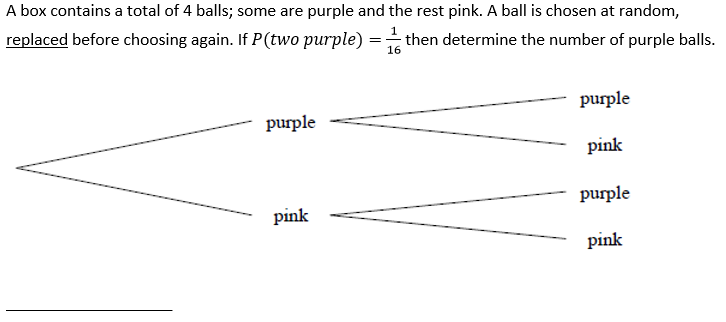 A box contains a total of 4 balls; some are purple and the rest pink. A ball is chosen at random,
replaced before choosing again. If P(two purple) = 1/16 then determine the number of purple balls.
purple
purple
pink
purple
pink
pink